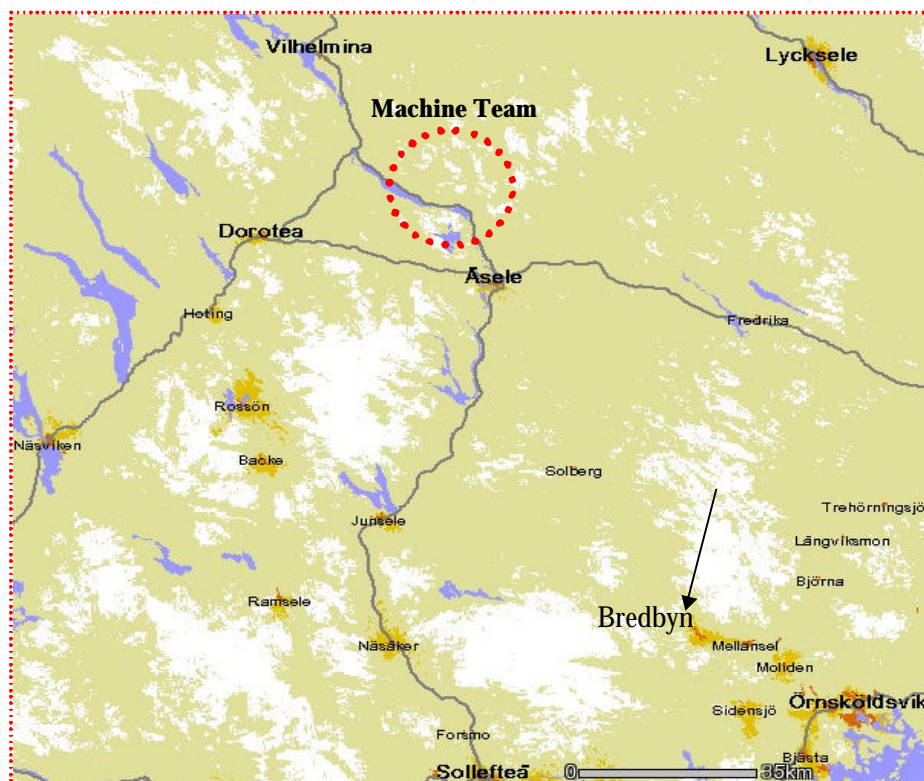 Vilhelmina
Lycksele
Machine Team
Dorotea
Åsele
Hoting
Fredrika
Rossön
Näsviken
Backe
Solberg
Junsele
Trehörningsjö
Långviksmon
Björna
Ramsele
Bredbyn
Näsåker
Mellansel
Moliden
Örnsköldsvik
Sidensjö
Forsmo
Bjästa
Sollefteå
0 35km